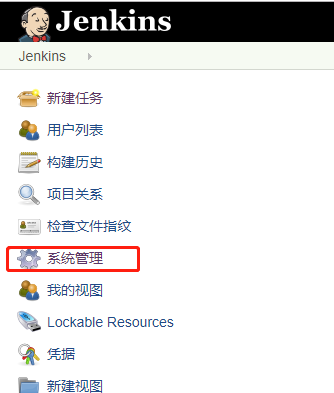 Jenkins
Jenkins
新建任务
用户列表
构建历史
项目关系
检查文件指纹
系统管理
我的视图
Lockable Resources
凭据
新建视图